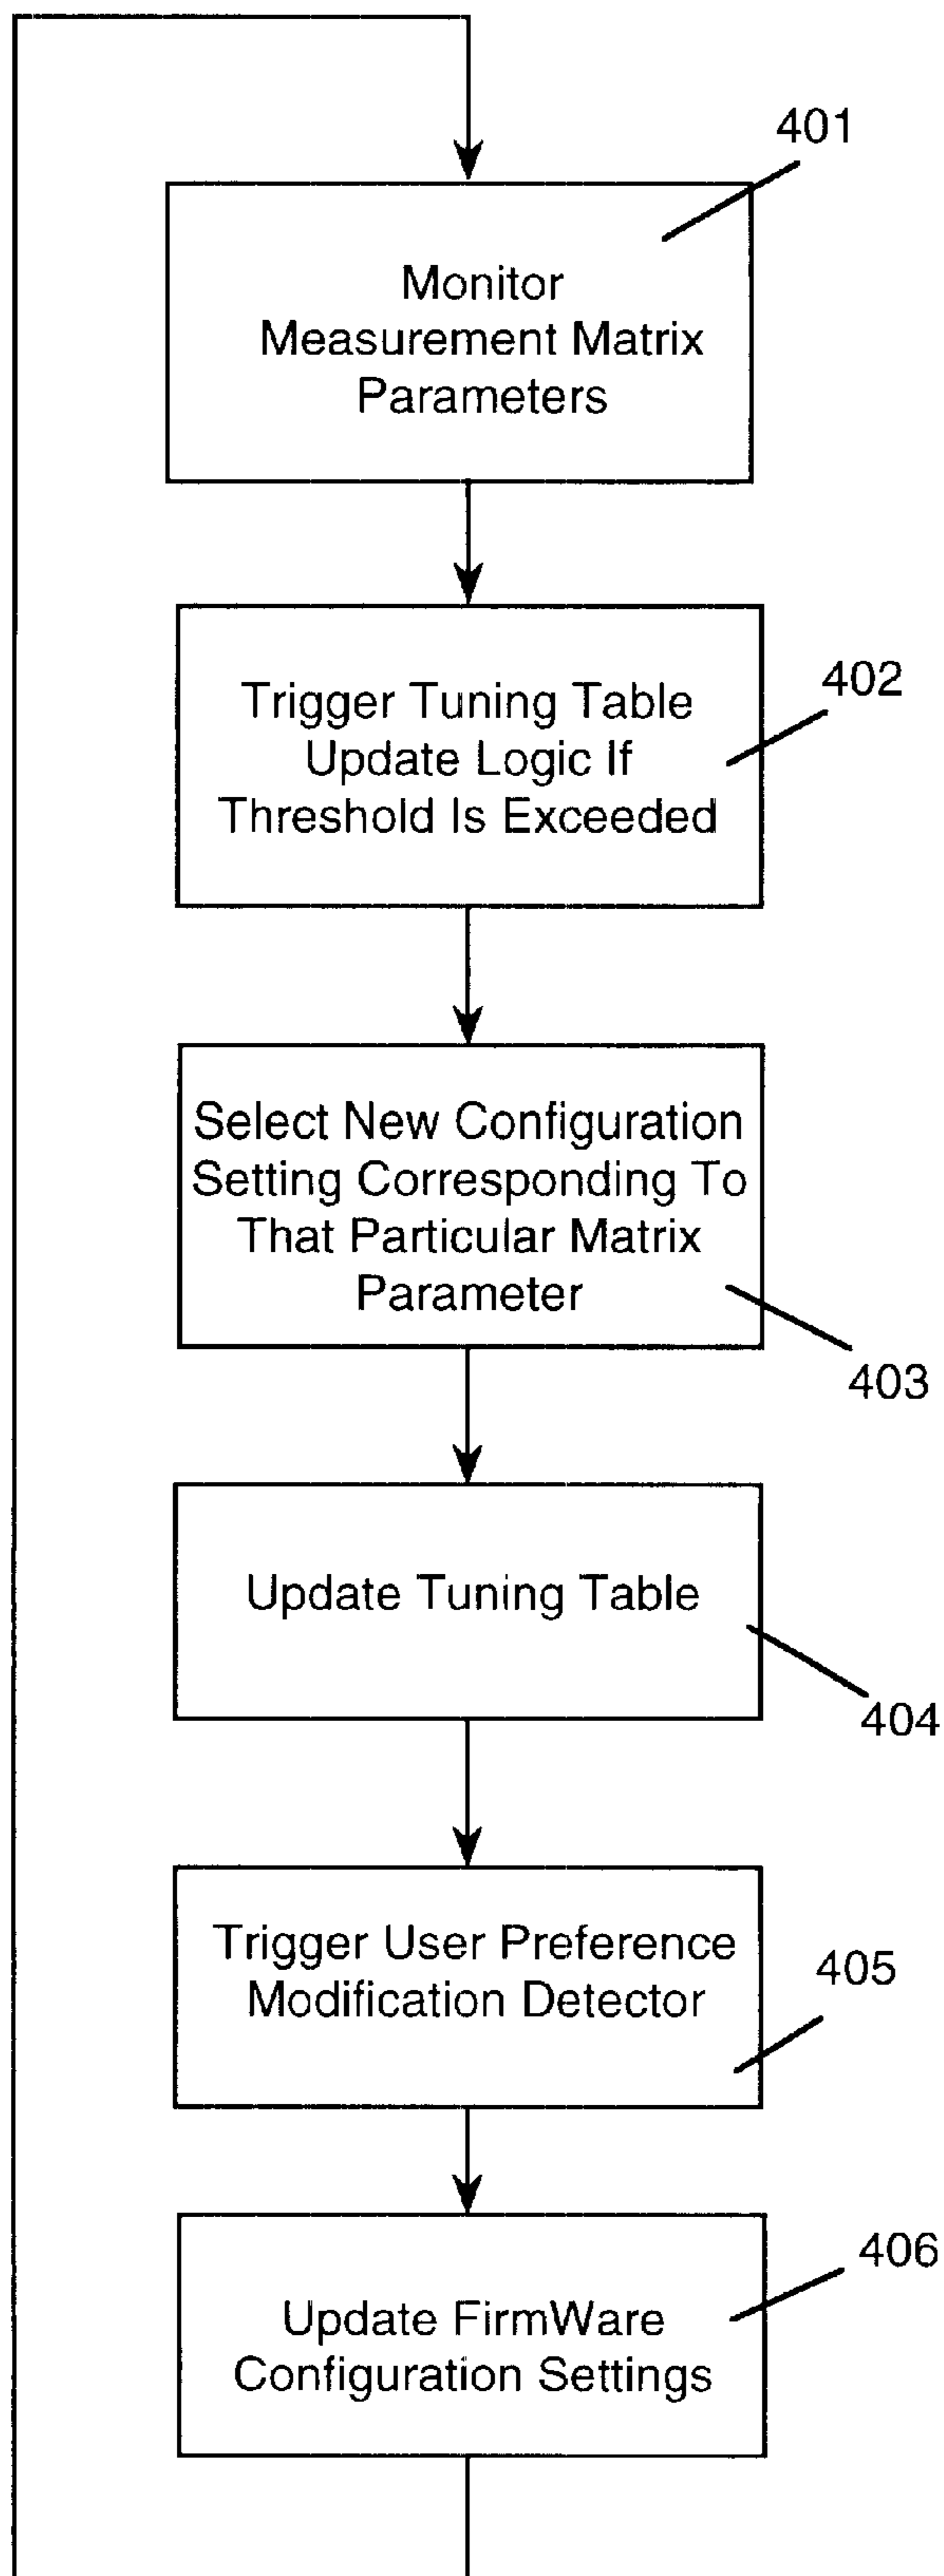 401
Monitor
Measurement Matrix
Parameters
402
Trigger Tuning Table
Update Logic If
Threshold Is Exceeded
Select New Configuration
Setting Corresponding To
That Particular Matrix
Parameter
403
Update Tuning Table
404
Trigger User Preference
Modification Detector
405
406
Update FirmWare
Configuration Settings